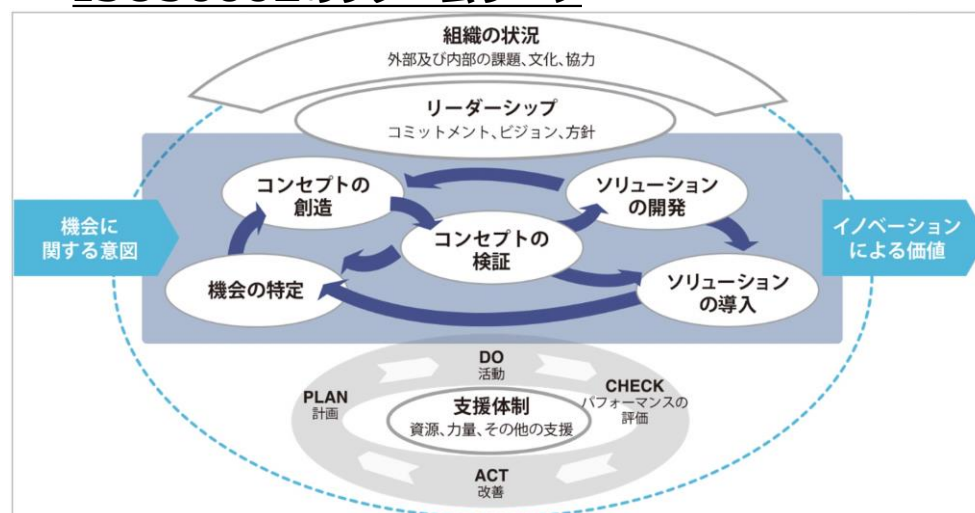 組織の状況
外部及び内部の課題、文化、協力
リーダーシップ
コミットメント、ビジョン、方針
機会に
関する意図
コンセプトの
創造
ソリューション
の開発
コンセプトの
検証
機会の特定
ソリューション
の導入
イノベーション
による価値
DO
活動
PLAN
計画
CHECK
パフォーマンスの
評価
支援体制
資源、力量、その他の支援
ACT
改善